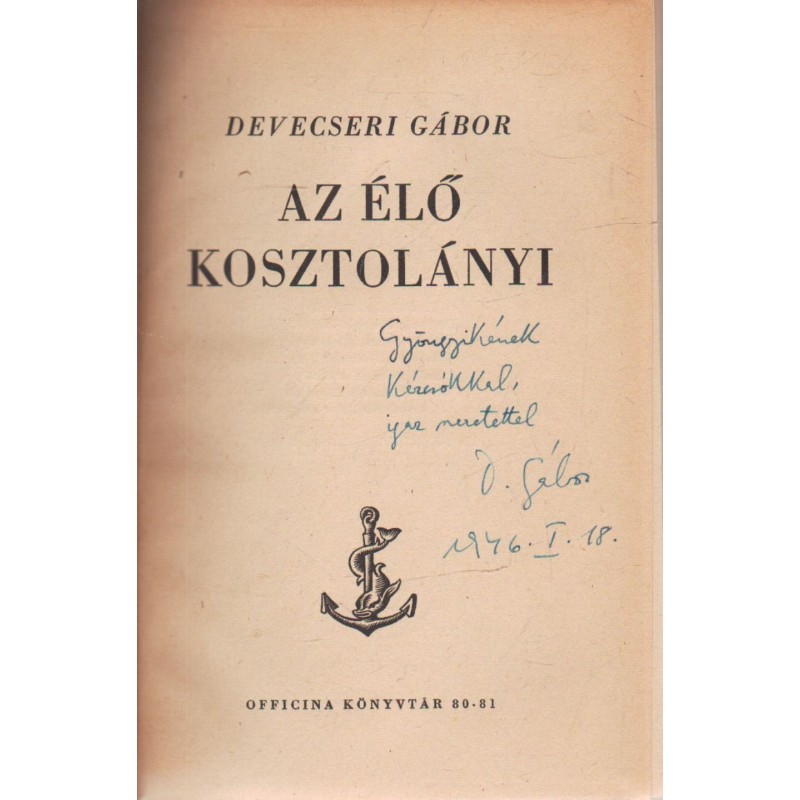 DEVECSERI GÁBOR
AZ ÉLŐ
KOSZTOLÁNYI
Gyöngyikének
kézcsókkal,
igaz szeretettel
D. Gábor
1946. I. 18.
OFFICINA KÖNYVTÁR 80-81